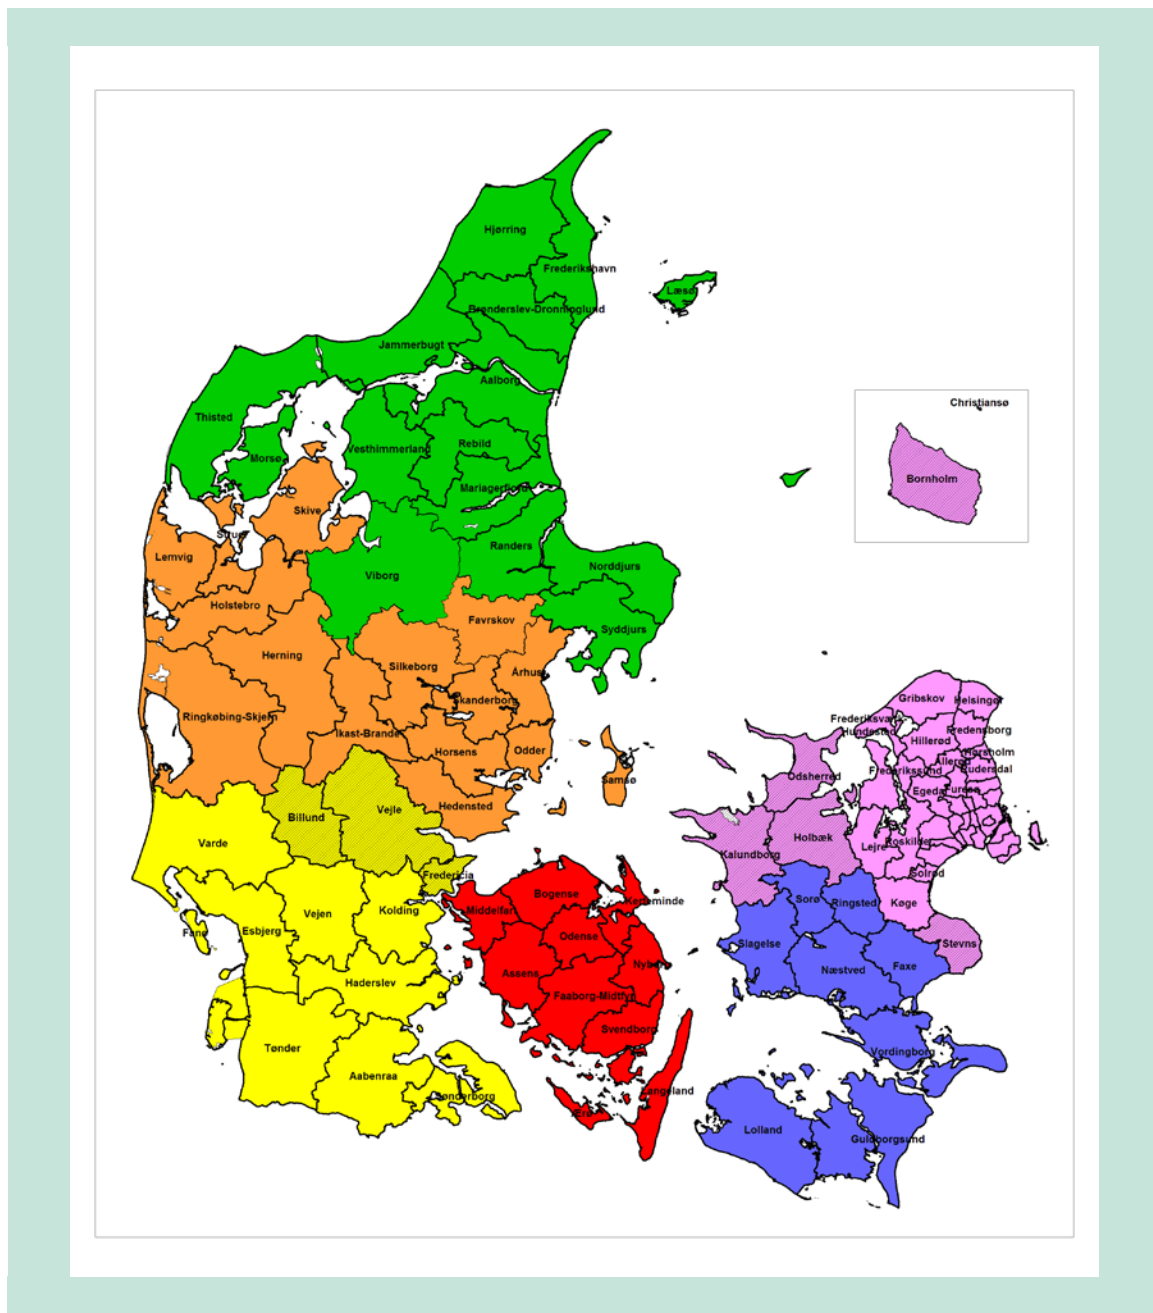 Hjørring
Frederikshavn
Læsø
Brønderslev-Dronninglund
Jammerbugt
Aalborg
Christiansø
Thisted
Rebild
Vesthimmerland
Morsø
Bornholm
Mariagerfjord
Skive
Struer
Randers
Lemvig
Norddjurs
Viborg
Holstebro
Favrskov
Syddjurs
Herning
Silkeborg
Århus
Gribskov
Helsingør
Skanderborg
Ringkøbing-Skjern
Frederiksværk-
Hundested
Fredensborg
Ikast-Brande
Hillerød
Horsens
Odder
Hørsholm
Allerød
Frederikssund
Rudersdal
Odsherred
Samsø
Egedal
Furesø
Hedensted
Vejle
Billund
Holbæk
Varde
Roskilde
Lejre
Kalundborg
Solrød
Fredericia
Bogense
Kerteminde
Sorø
Ringsted
Køge
Middelfart
Kolding
Vejen
Fanø
Esbjerg
Odense
Slagelse
Stevns
Nyborg
Faxe
Næstved
Assens
Haderslev
Faaborg-Midtfyn
Svendborg
Tønder
Vordingborg
Aabenraa
Langeland
Sønderborg
Ærø
Lolland
Guldborgsund